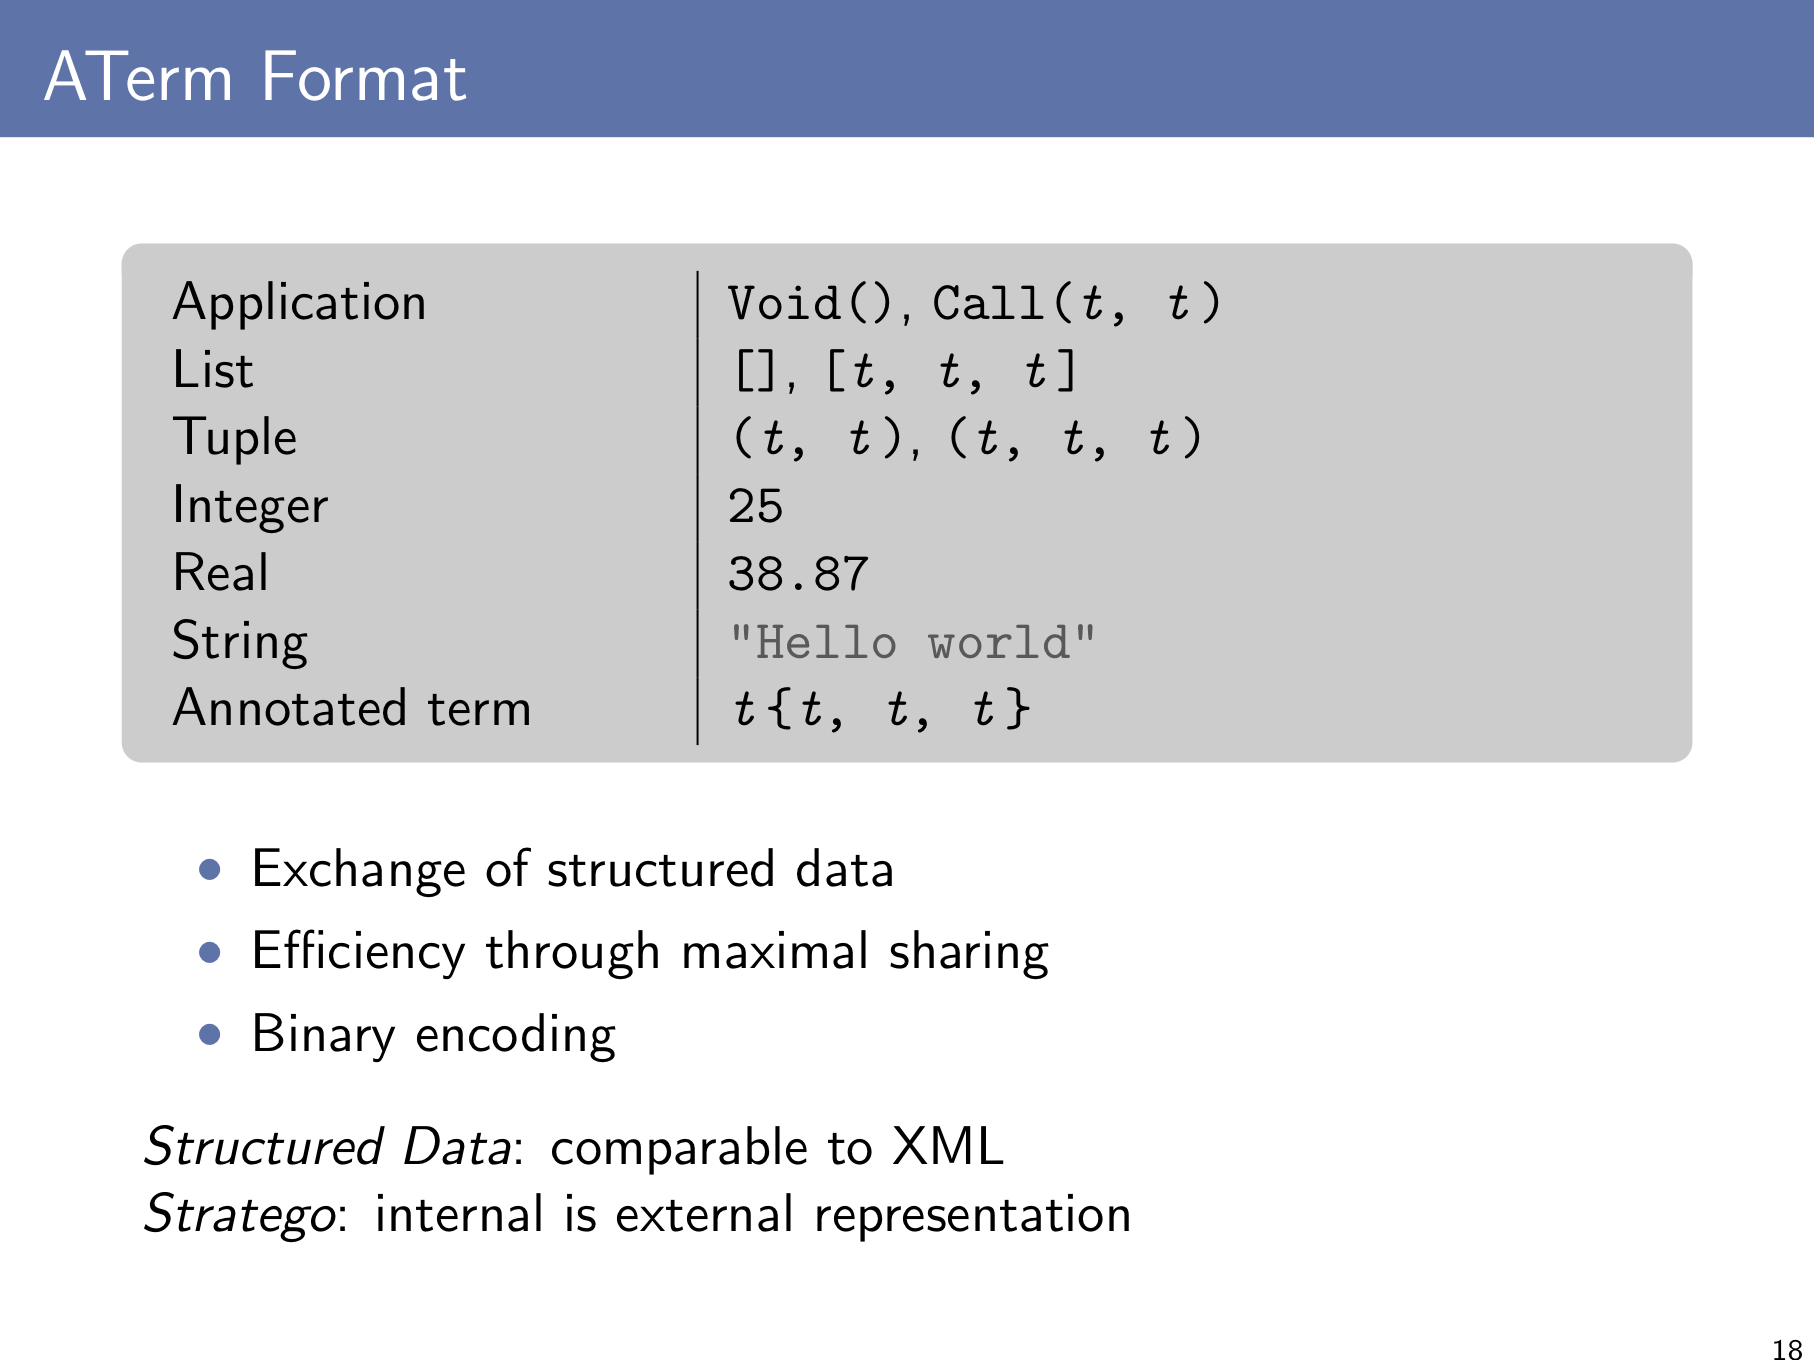 ATerm Format
Application Void(), Call(t, t)
List [], [t, t, t]
Tuple (t, t), (t, t, t)
Integer 25
Real 38.87
String "Hello world"
Annotated term t{t, t, t}
• Exchange of structured data
• Efficiency through maximal sharing
• Binary encoding
Structured Data: comparable to XML
Stratego: internal is external representation
18